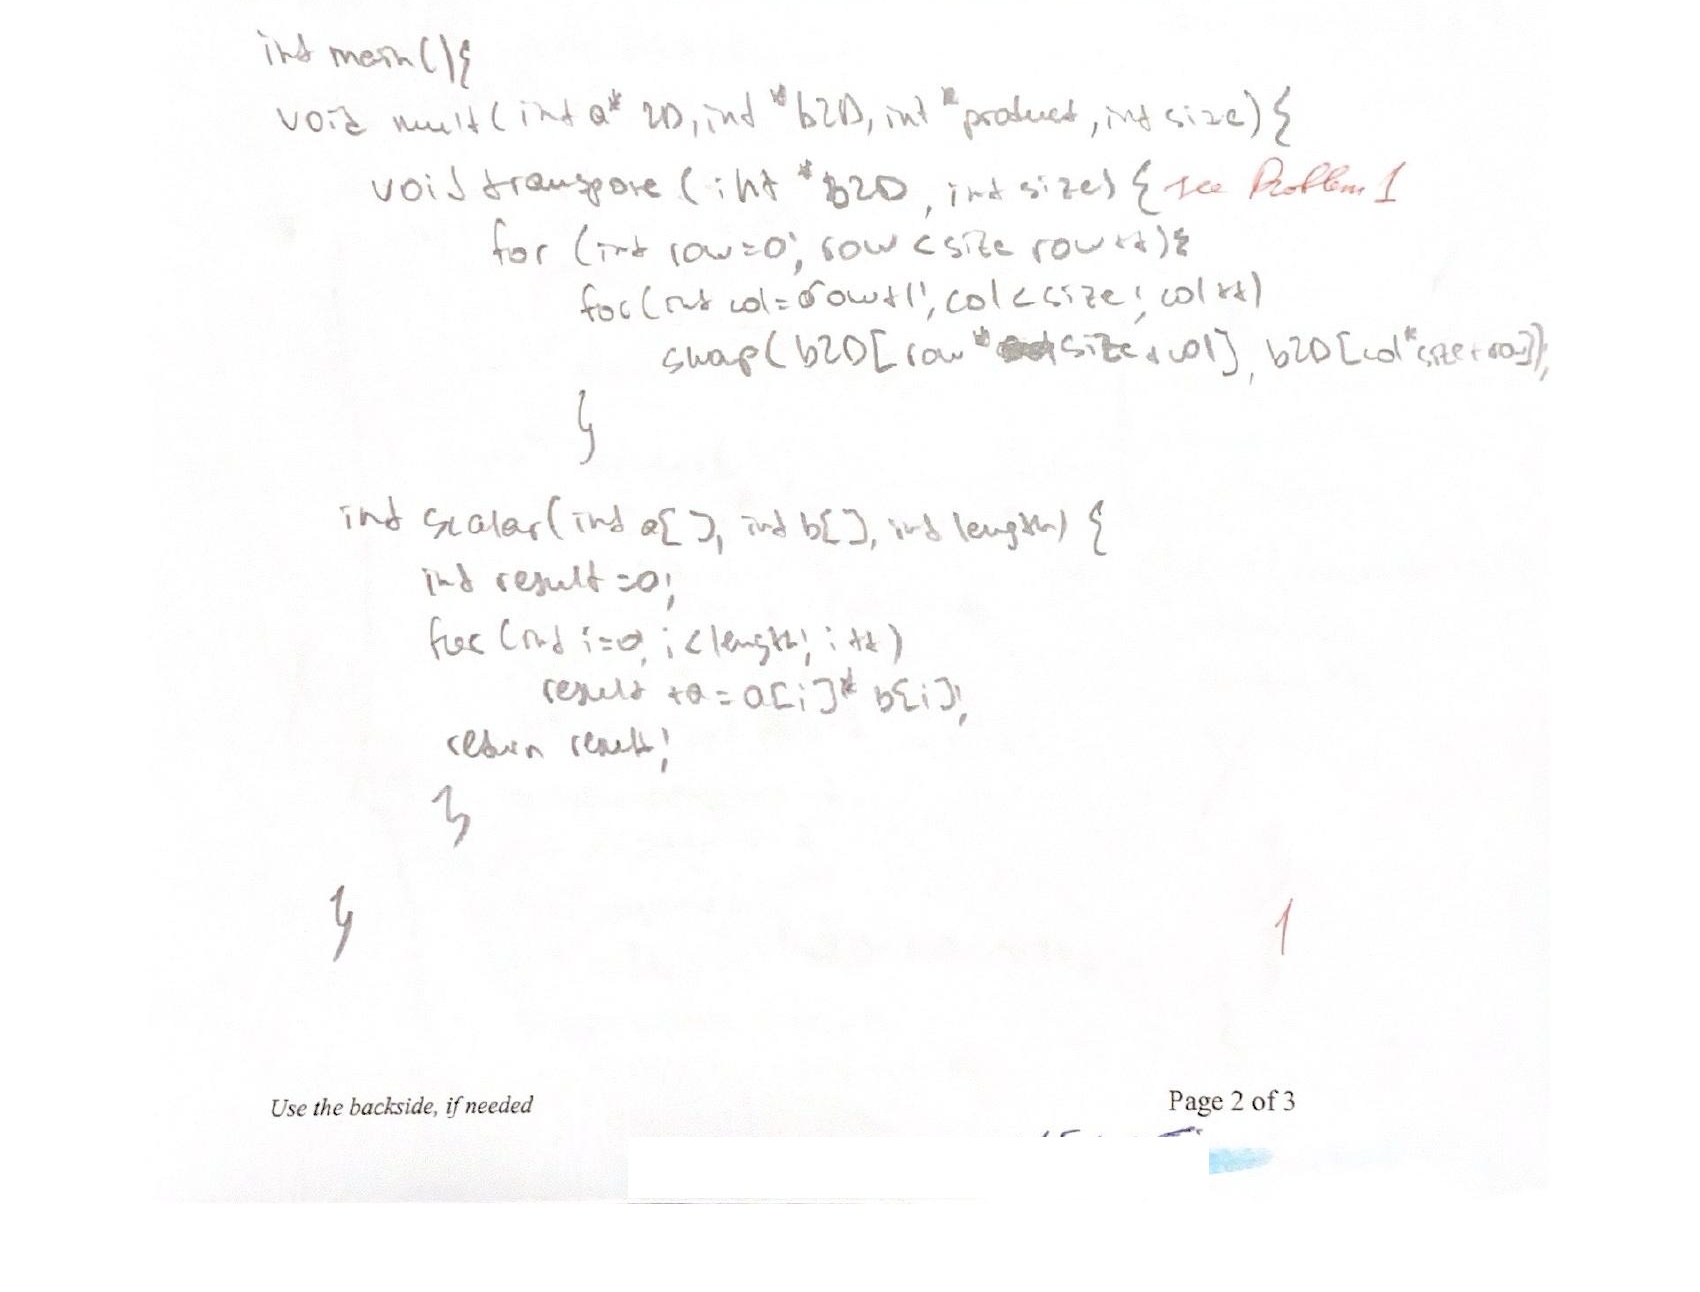 int main(){
void mult(int a* 2D, int *b2D, int *product, int size){
void transpose (int *b2D, int size) { see Problem 1
for (int row=0; row < size row++){
for(int col=row+1; col<size; col++)
swap(b2D[row * size+col], b2D[col*size+row]);
}
int scalar(int a[], int b[], int length) {
int result =0;
for (int i=0; i<length; i++)
result += a[i]* b[i];
return result;
}
}
1
Use the backside, if needed
Page 2 of 3